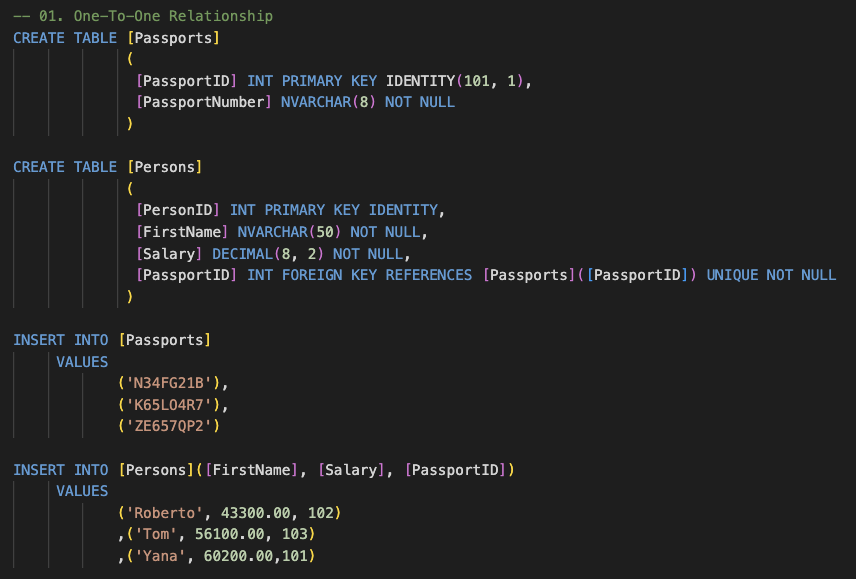 -- 01. One-To-One Relationship
CREATE TABLE [Passports]
(
[PassportID] INT PRIMARY KEY IDENTITY(101, 1),
[PassportNumber] NVARCHAR(8) NOT NULL
)
CREATE TABLE [Persons]
(
[PersonID] INT PRIMARY KEY IDENTITY,
[FirstName] NVARCHAR(50) NOT NULL,
[Salary] DECIMAL(8, 2) NOT NULL,
[PassportID] INT FOREIGN KEY REFERENCES [Passports]([PassportID]) UNIQUE NOT NULL
)
INSERT INTO [Passports]
VALUES
('N34FG21B'),
('K65LO4R7'),
('ZE657QP2')
INSERT INTO [Persons]([FirstName], [Salary], [PassportID])
VALUES
('Roberto', 43300.00, 102)
,('Tom', 56100.00, 103)
,('Yana', 60200.00,101)